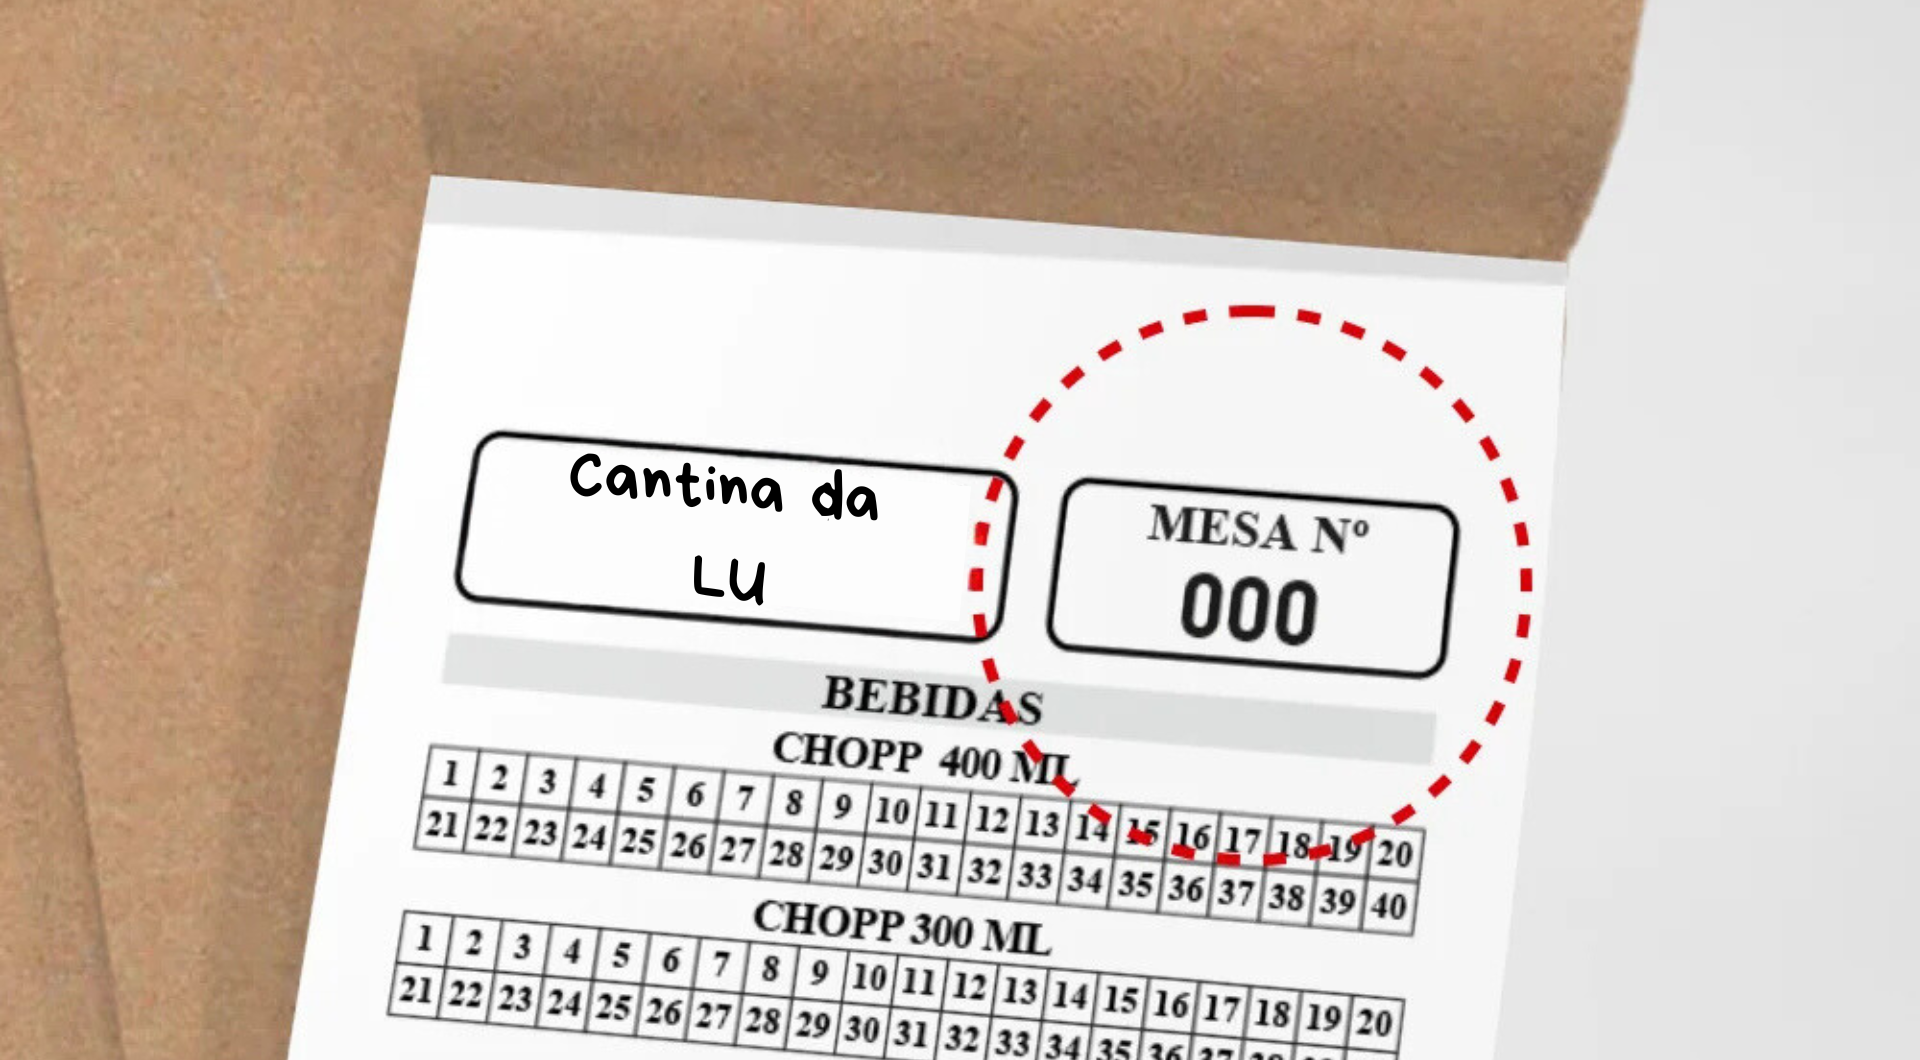 Cantina da
LU
MESA Nº
000
BEBIDAS
CHOPP 400 ML
1 2 3 4 5 6 7 8 9 10 11 12 13 14 15 16 17 18 19 20
21 22 23 24 25 26 27 28 29 30 31 32 33 34 35 36 37 38 39 40
CHOPP 300 ML
1 2 3 4 5 6 7 8 9 10 11 12 13 14 15 16 17 18 19 20
21 22 23 24 25 26 27 28 29 30 31 32 33 34 35 36 37